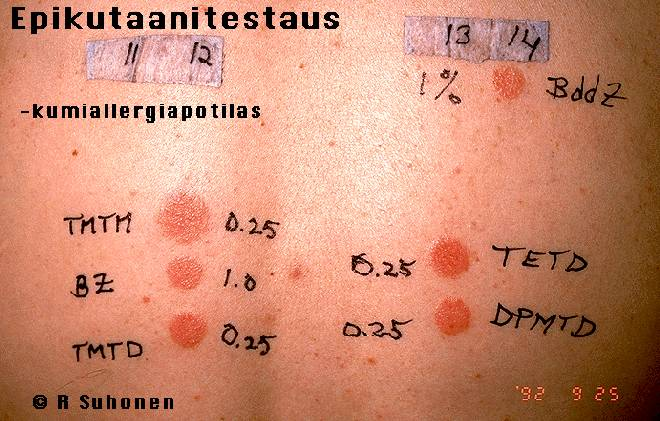 Epikutaanitestaus
11 12
13 14
1% BddZ
-kumiallergiapotilas
TMTM 0.25
BZ 1.0
TMTD 0.25
0.25 TETD
0.25 DPMTD
© R Suhonen
'92 9 25